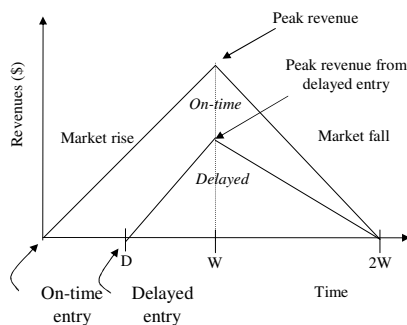 Peak revenue
Peak revenue from
delayed entry
Revenues ($)
On-time
Market rise
Market fall
Delayed
D
W
2W
On-time
entry
Delayed
entry
Time